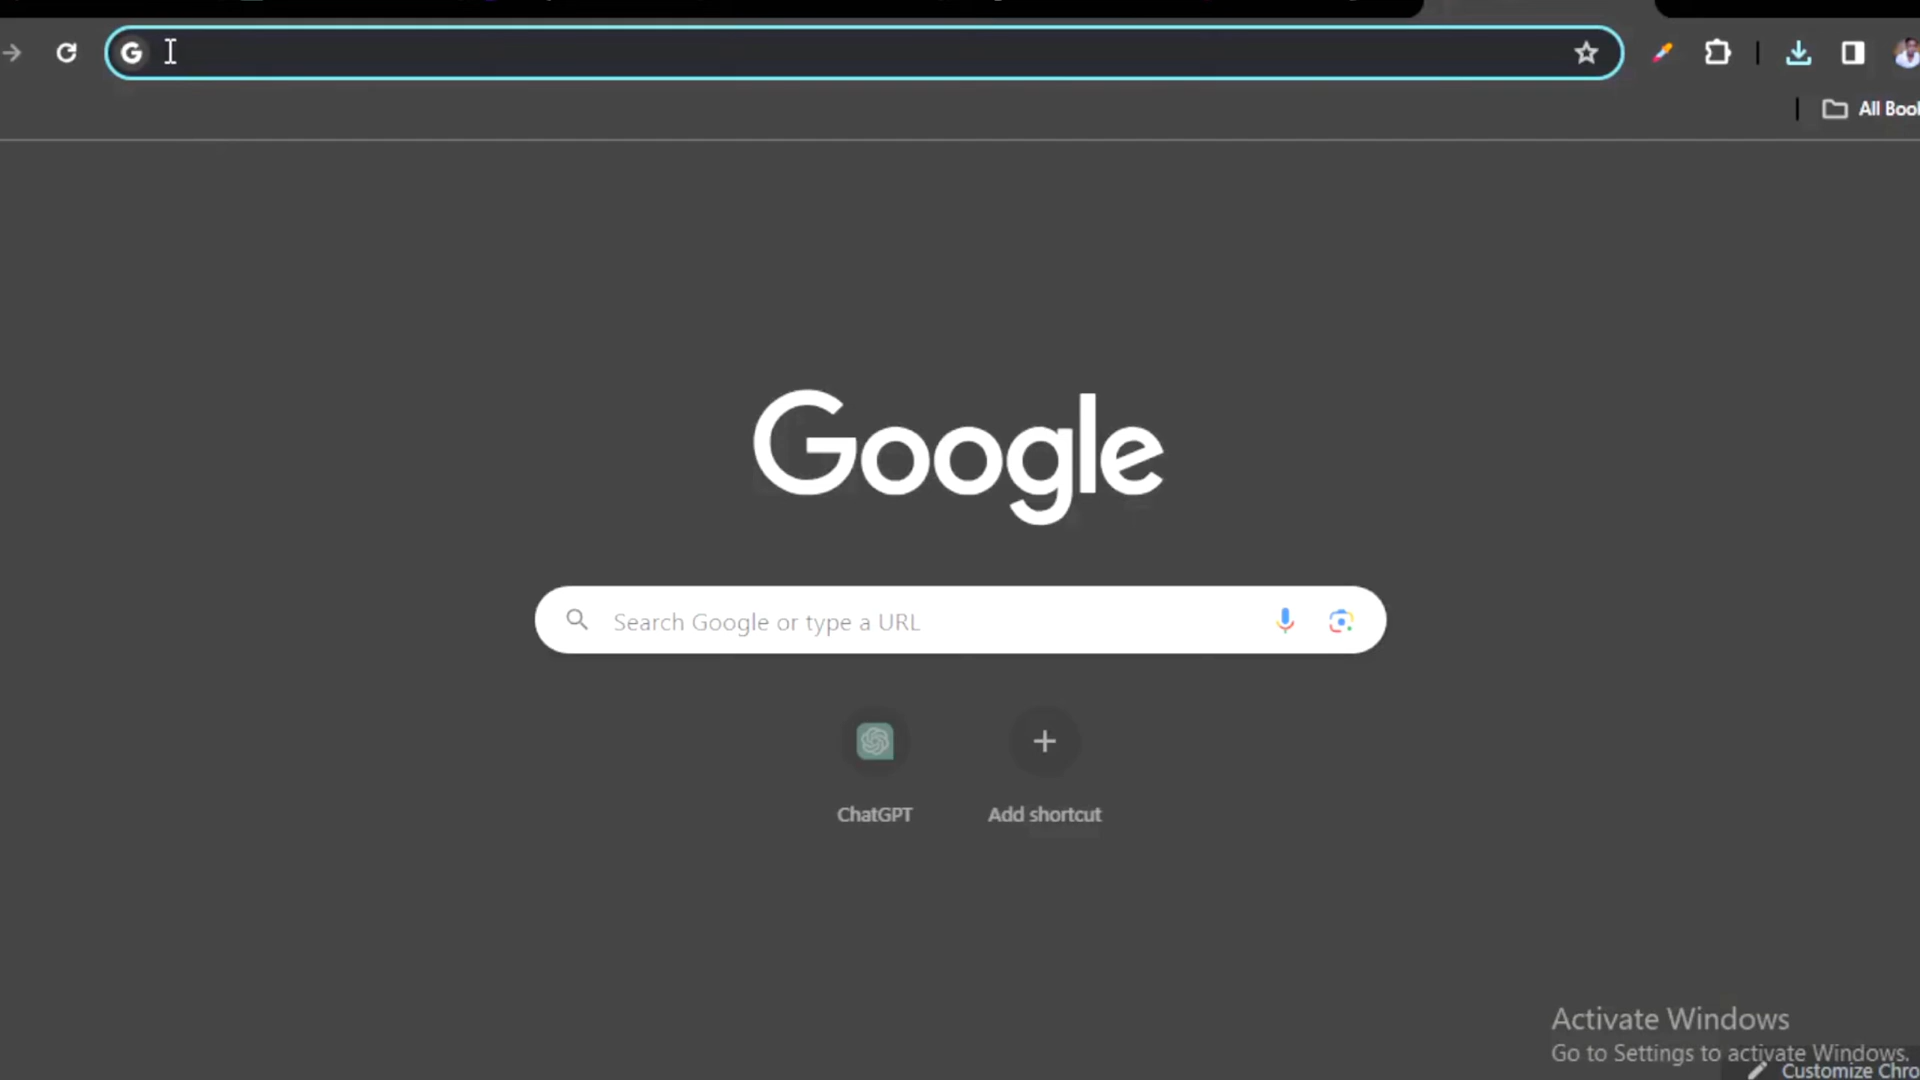 All Book
Google
Search Google or type a URL
ChatGPT
Add shortcut
Activate Windows
Go to Settings to activate Windows.
Customize Chro